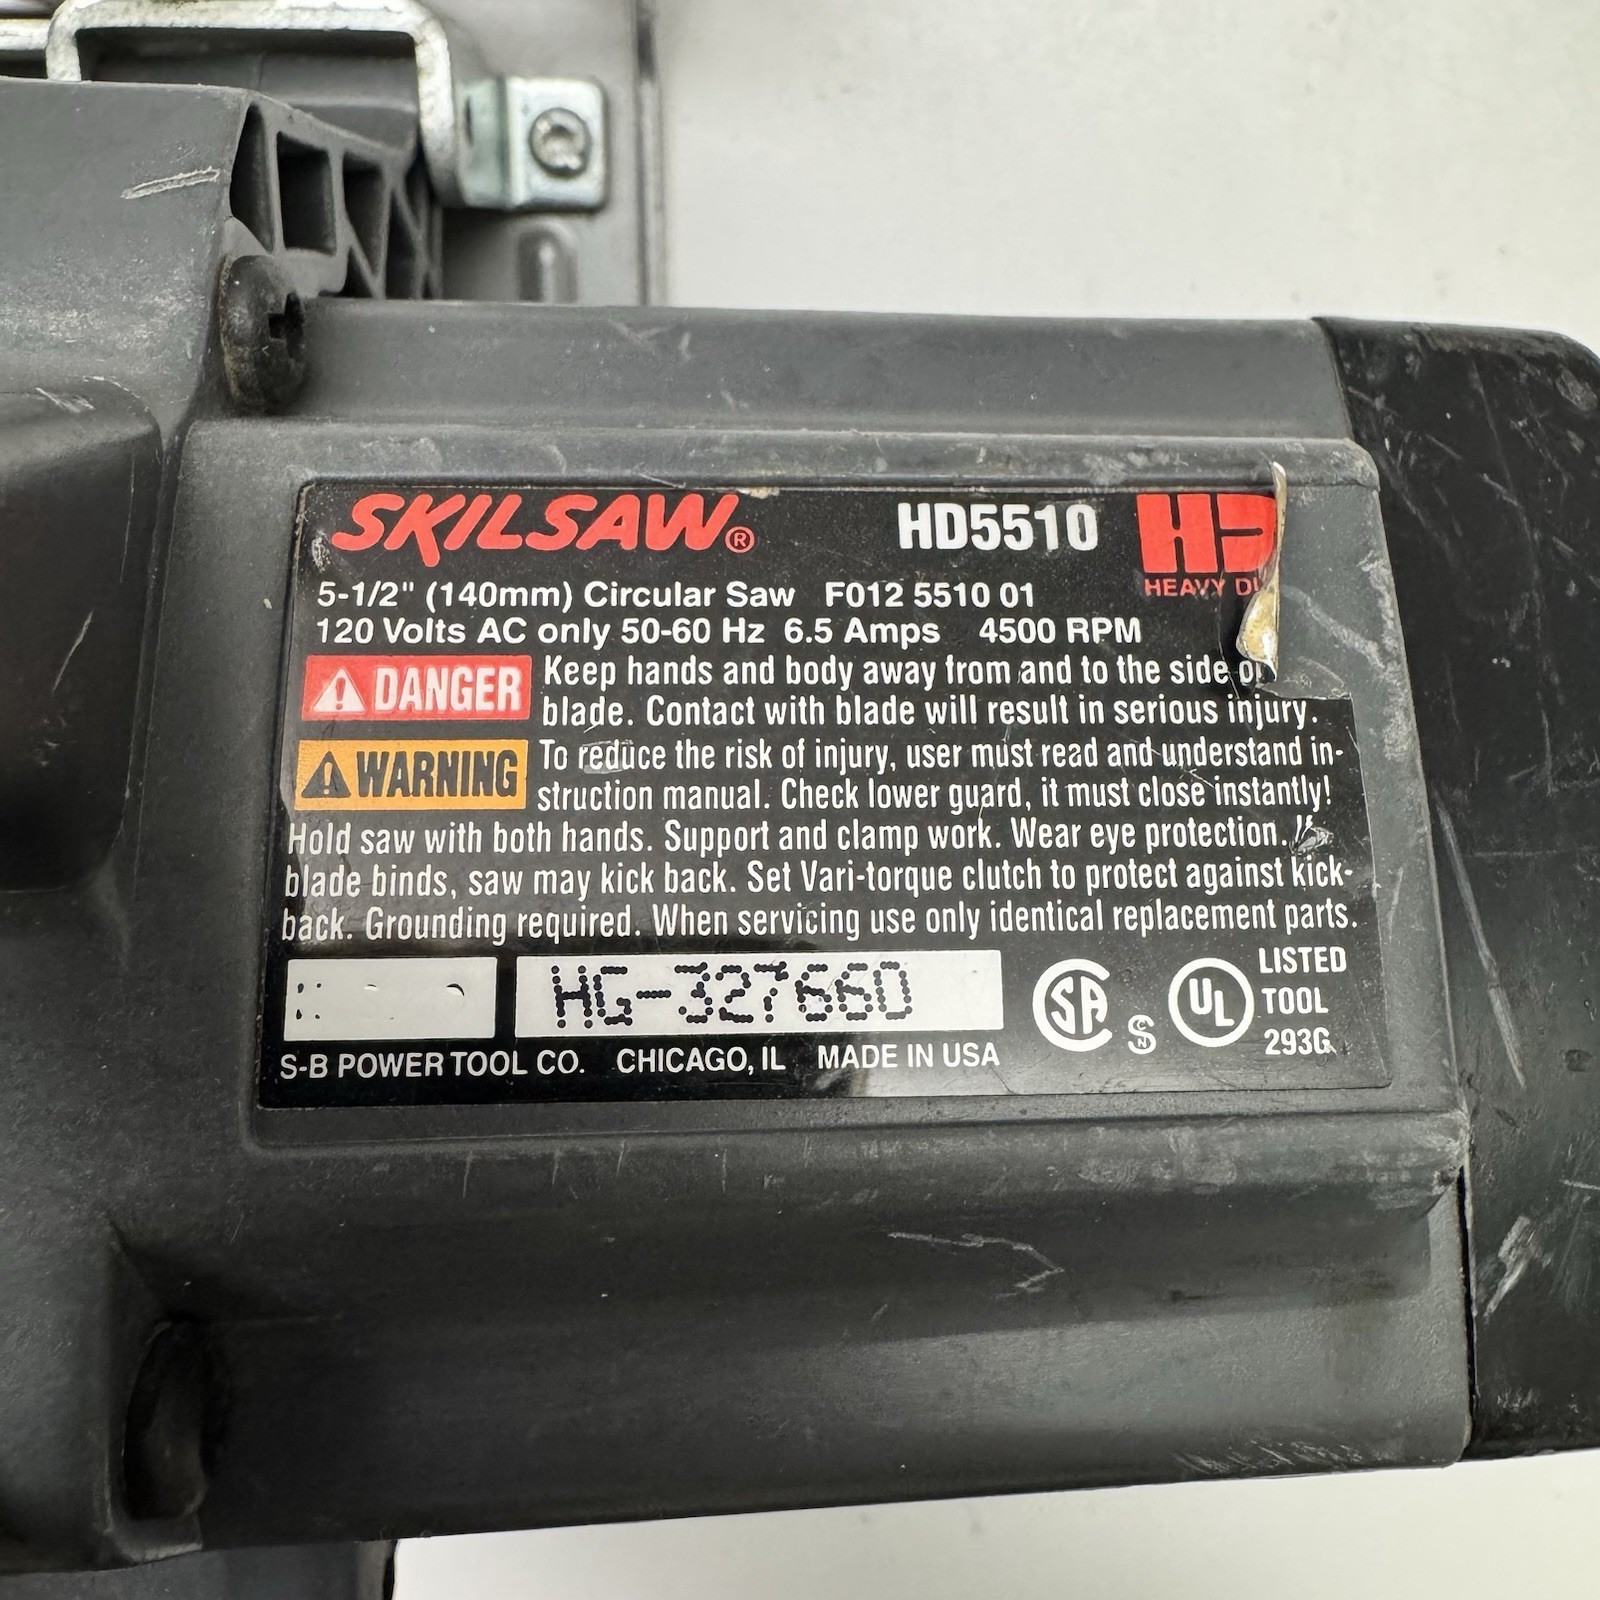 SKILSAW® HD5510 HD
HEAVY
5-1/2" (140mm) Circular Saw F012 5510 01
120 Volts AC only 50-60 Hz 6.5 Amps 4500 RPM
DANGER Keep hands and body away from and to the side of
blade. Contact with blade will result in serious injury.
WARNING To reduce the risk of injury, user must read and understand in-
struction manual. Check lower guard, it must close instantly!
Hold saw with both hands. Support and clamp work. Wear eye protection. If
blade binds, saw may kick back. Set Vari-torque clutch to protect against kick-
back. Grounding required. When servicing use only identical replacement parts.
HG-327660
CSA CSN UL LISTED
TOOL
293G
S-B POWER TOOL CO. CHICAGO, IL MADE IN USA